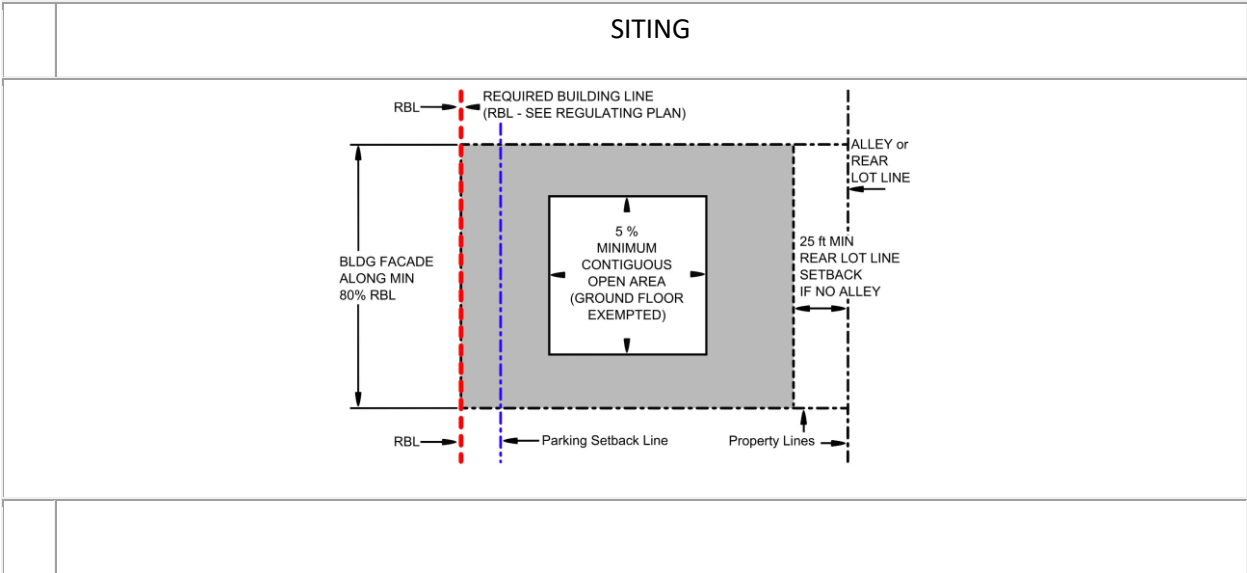 SITING
RBL
REQUIRED BUILDING LINE
(RBL - SEE REGULATING PLAN)
ALLEY or
REAR
LOT LINE
BLDG FACADE
ALONG MIN
80% RBL
5 %
MINIMUM
CONTIGUOUS
OPEN AREA
(GROUND FLOOR
EXEMPTED)
25 ft MIN
REAR LOT LINE
SETBACK
IF NO ALLEY
RBL
Parking Setback Line
Property Lines